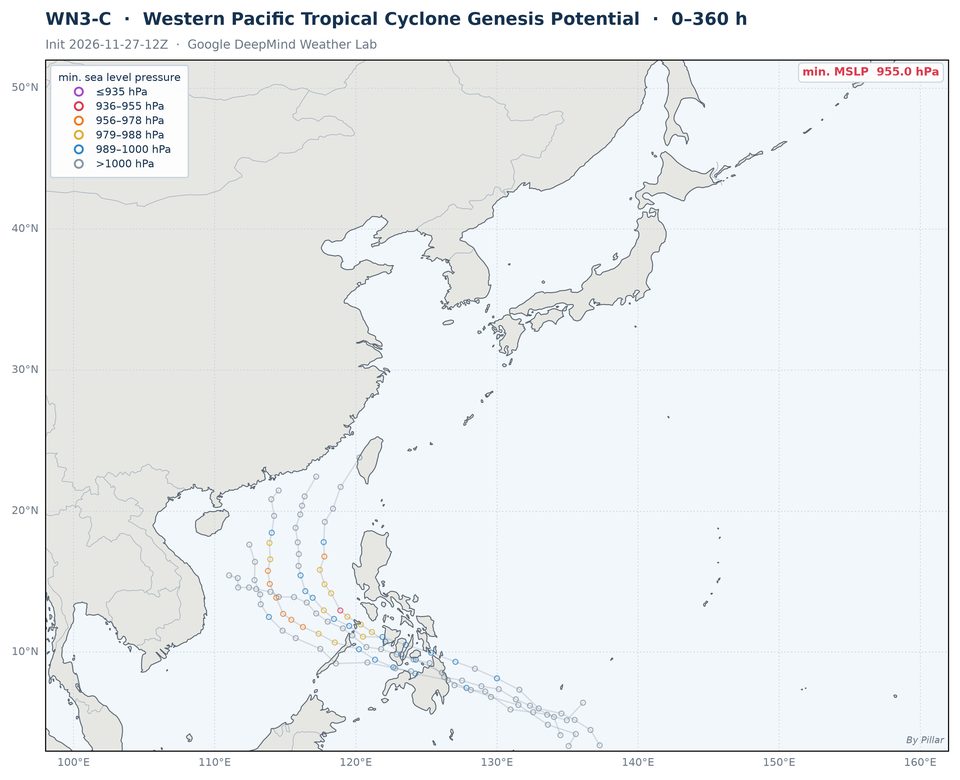 WN3-C · Western Pacific Tropical Cyclone Genesis Potential · 0–360 h
Init 2026-11-27-12Z · Google DeepMind Weather Lab
min. sea level pressure
≤935 hPa
936–955 hPa
956–978 hPa
979–988 hPa
989–1000 hPa
>1000 hPa
min. MSLP 955.0 hPa
50°N
40°N
30°N
20°N
10°N
By Pillar
100°E
110°E
120°E
130°E
140°E
150°E
160°E